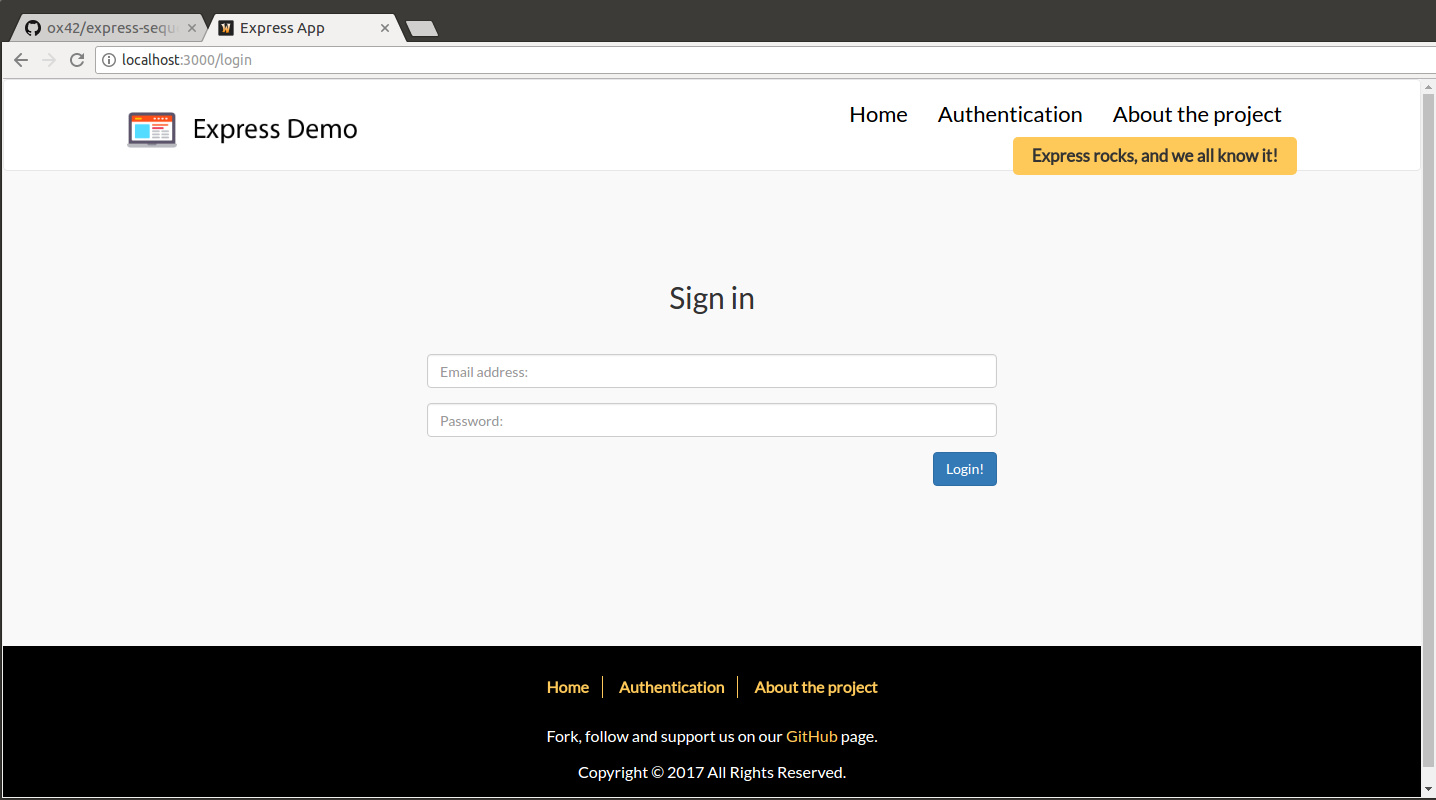 ox42/express-sequ
Express App
localhost:3000/login
Express Demo
Home Authentication About the project
Express rocks, and we all know it!
Sign in
Email address:
Password:
Login!
Home Authentication About the project
Fork, follow and support us on our GitHub page.
Copyright © 2017 All Rights Reserved.